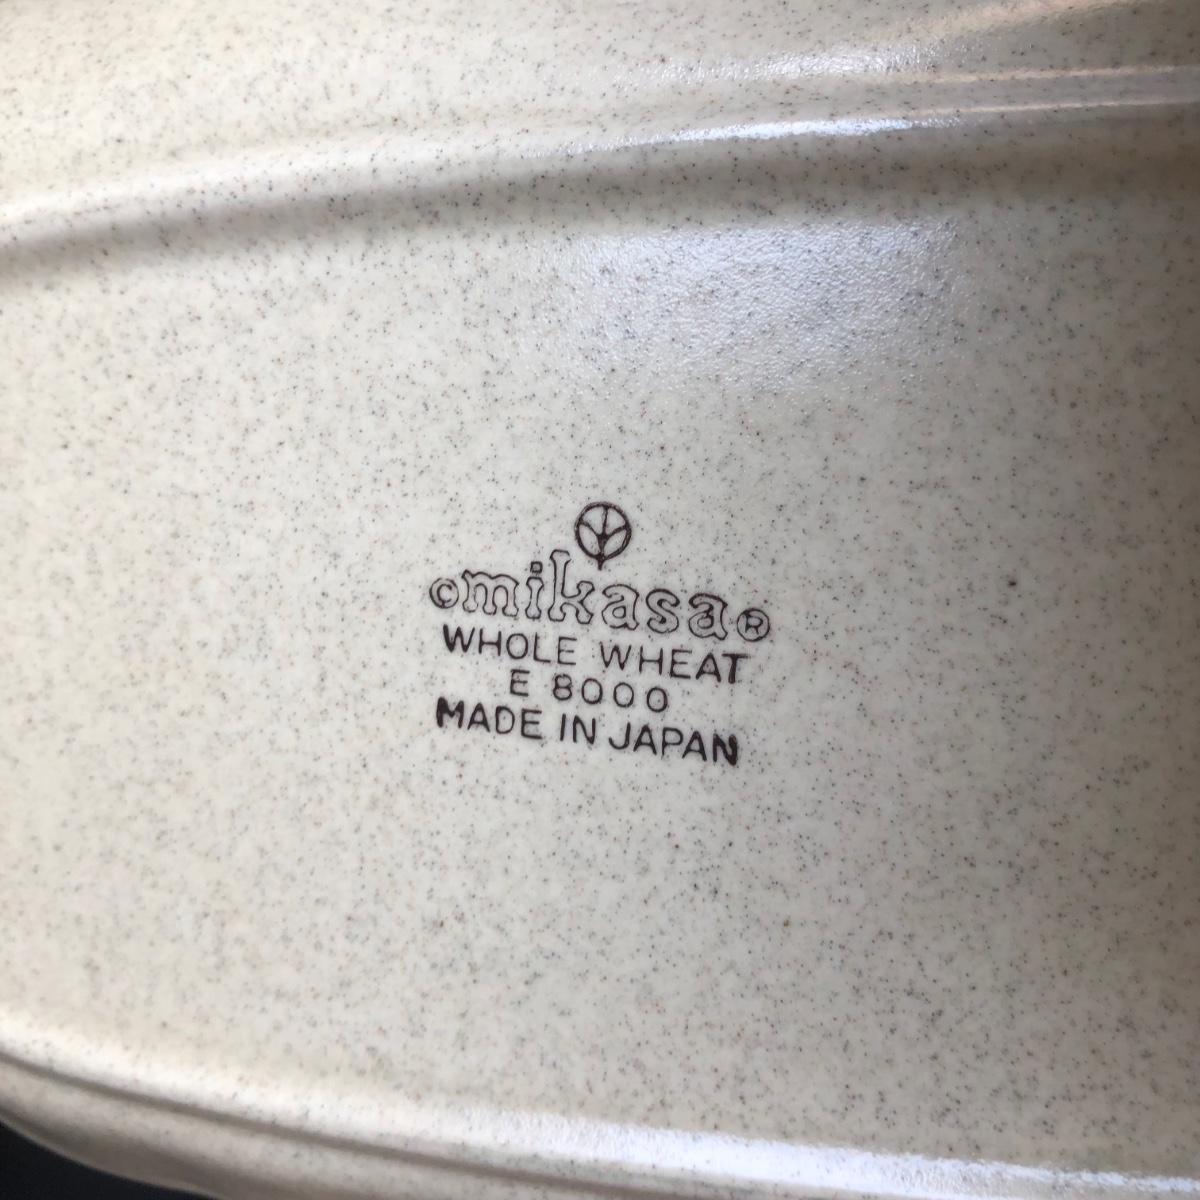 ©mikasa®
WHOLE WHEAT
E 8000
MADE IN JAPAN